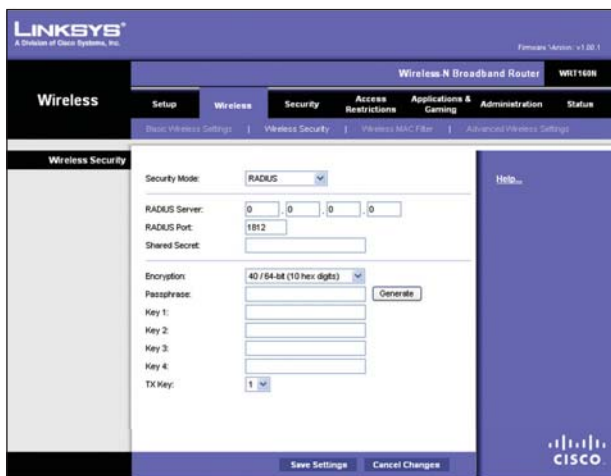 LINKSYS®
A Division of Cisco Systems, Inc.
Firmware Version: v1.00.1
Wireless-N Broadband Router WRT160N
Wireless
Setup Wireless Security Access Restrictions Applications & Gaming Administration Status
Basic Wireless Settings | Wireless Security | Wireless MAC Filter | Advanced Wireless Settings
Wireless Security
Security Mode: RADIUS
Help...
RADIUS Server: 0 . 0 . 0 . 0
RADIUS Port: 1812
Shared Secret:
Encryption: 40 / 64-bit (10 hex digits)
Passphrase: Generate
Key 1:
Key 2:
Key 3:
Key 4:
TX Key: 1
Save Settings Cancel Changes
CISCO